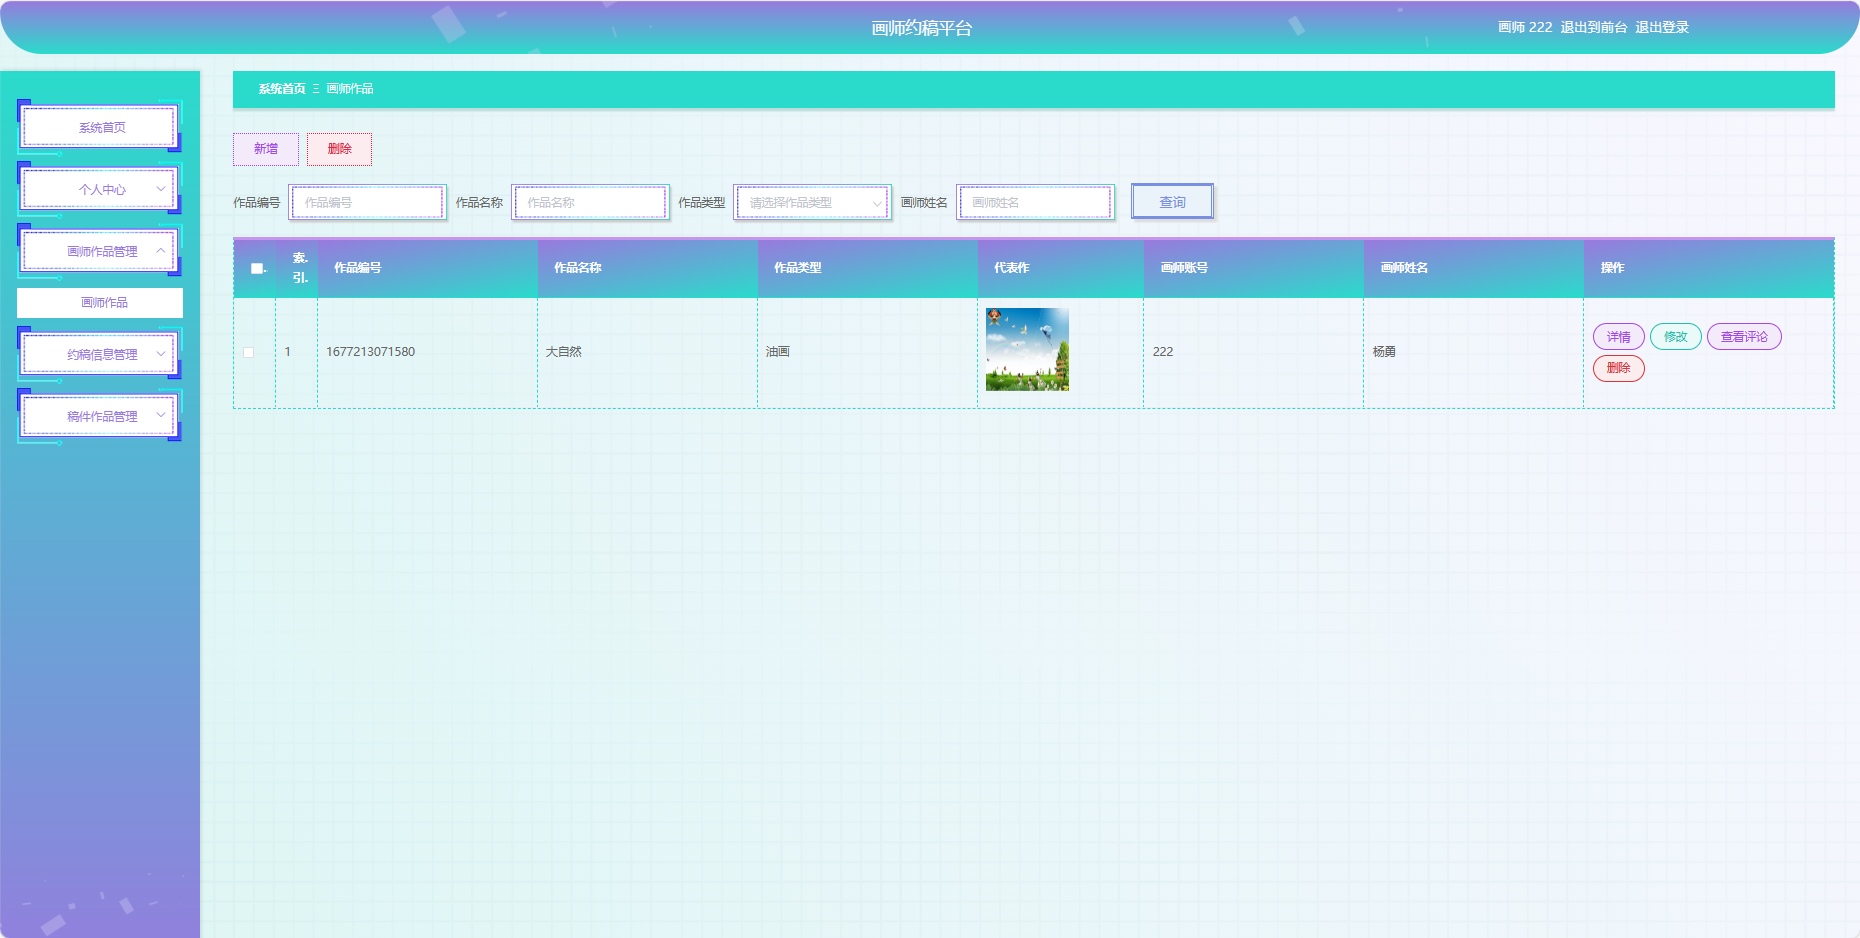 画师约稿平台
画师 222 退出到前台 退出登录
系统首页
个人中心
画师作品管理
画师作品
约稿信息管理
稿件作品管理
系统首页 Ξ 画师作品
新增 删除
作品编号 作品编号 作品名称 作品名称 作品类型 请选择作品类型 画师姓名 画师姓名 查询
索引 作品编号 作品名称 作品类型 代表作 画师账号 画师姓名 操作
1 1677213071580 大自然 油画 222 杨勇 详情 修改 查看评论
删除